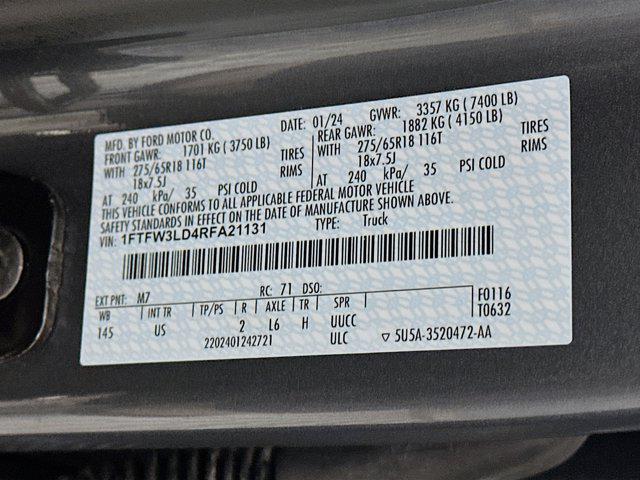 MFD. BY FORD MOTOR CO.
DATE: 01/24 GVWR: 3357 KG ( 7400 LB)
FRONT GAWR: 1701 KG ( 3750 LB)
REAR GAWR: 1882 KG ( 4150 LB)
WITH 275/65R18 116T TIRES
WITH 275/65R18 116T TIRES
18x7.5J RIMS
18x7.5J RIMS
AT 240 kPa/ 35 PSI COLD
AT 240 kPa/ 35 PSI COLD
THIS VEHICLE CONFORMS TO ALL APPLICABLE FEDERAL MOTOR VEHICLE
SAFETY STANDARDS IN EFFECT ON THE DATE OF MANUFACTURE SHOWN ABOVE.
VIN: 1FTFW3LD4RFA21131 TYPE: Truck
EXT PNT: M7 RC: 71 DSO:
WB INT TR TP/PS R AXLE TR SPR F0116
145 US 2 L6 H UUCC T0632
2202401242721 ULC ▽ 5U5A-3520472-AA